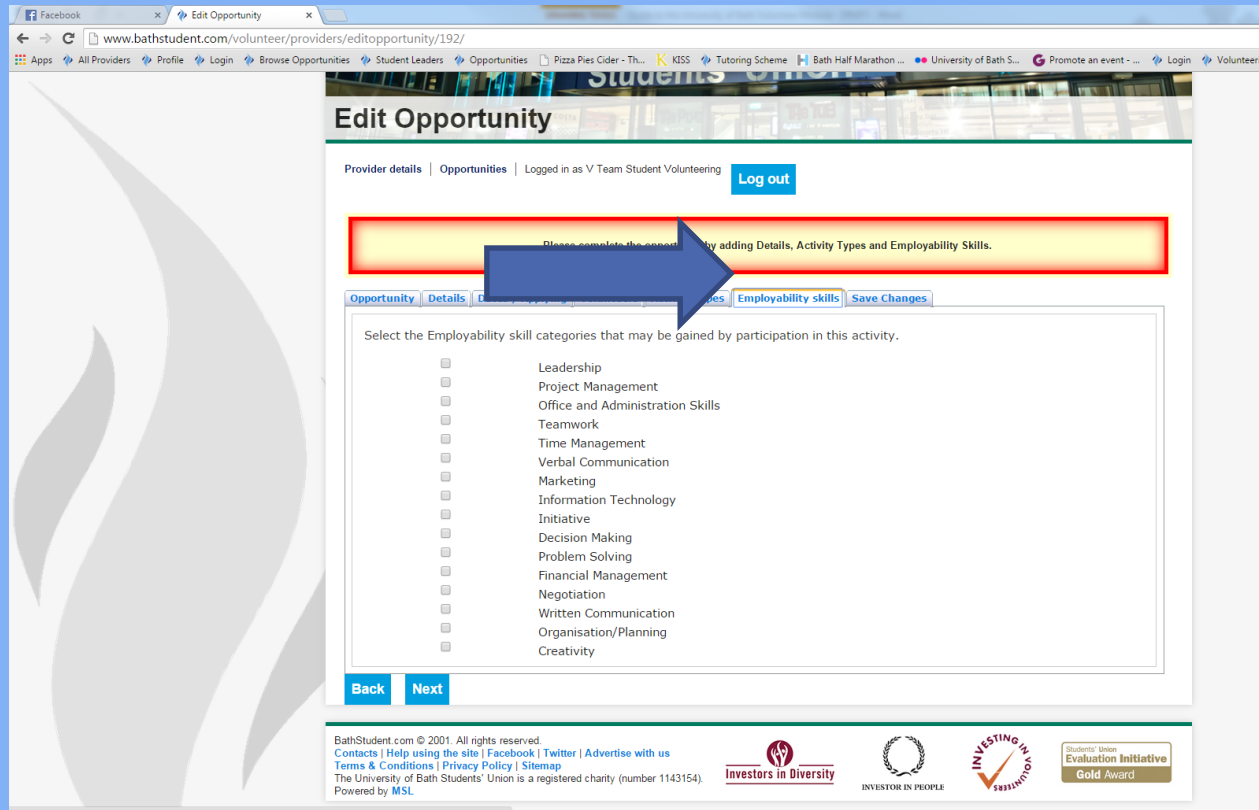 Facebook
Edit Opportunity
www.bathstudent.com/volunteer/providers/editopportunity/192/
Apps All Providers Profile Login Browse Opportunities Student Leaders Opportunities Pizza Pies Cider - Th... KISS Tutoring Scheme Bath Half Marathon ... University of Bath S... Promote an event - ... Login Volunteer
Students' Union
Edit Opportunity
Provider details | Opportunities | Logged in as V Team Student Volunteering
Log out
Please complete the by adding Details, Activity Types and Employability Skills.
Opportunity Details Employability skills Save Changes
Select the Employability skill categories that may be gained by participation in this activity.
Leadership
Project Management
Office and Administration Skills
Teamwork
Time Management
Verbal Communication
Marketing
Information Technology
Initiative
Decision Making
Problem Solving
Financial Management
Negotiation
Written Communication
Organisation/Planning
Creativity
Back Next
BathStudent.com © 2001. All rights reserved.
Contacts | Help using the site | Facebook | Twitter | Advertise with us
Terms & Conditions | Privacy Policy | Sitemap
The University of Bath Students' Union is a registered charity (number 1143154).
Powered by MSL
Investors in Diversity
INVESTOR IN PEOPLE
INVESTING IN VOLUNTEERS
Students' Union
Evaluation Initiative
Gold Award